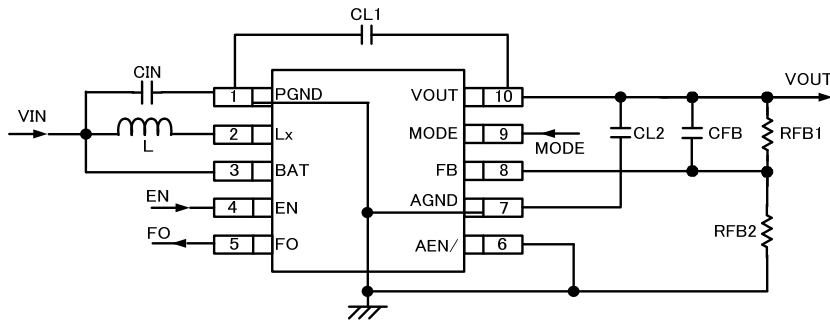 CL1
CIN
1 PGND
VOUT 10
VOUT
VIN
L
2 Lx
MODE 9
MODE
CL2
CFB
RFB1
3 BAT
FB 8
EN
4 EN
AGND 7
FO
5 FO
AEN/ 6
RFB2